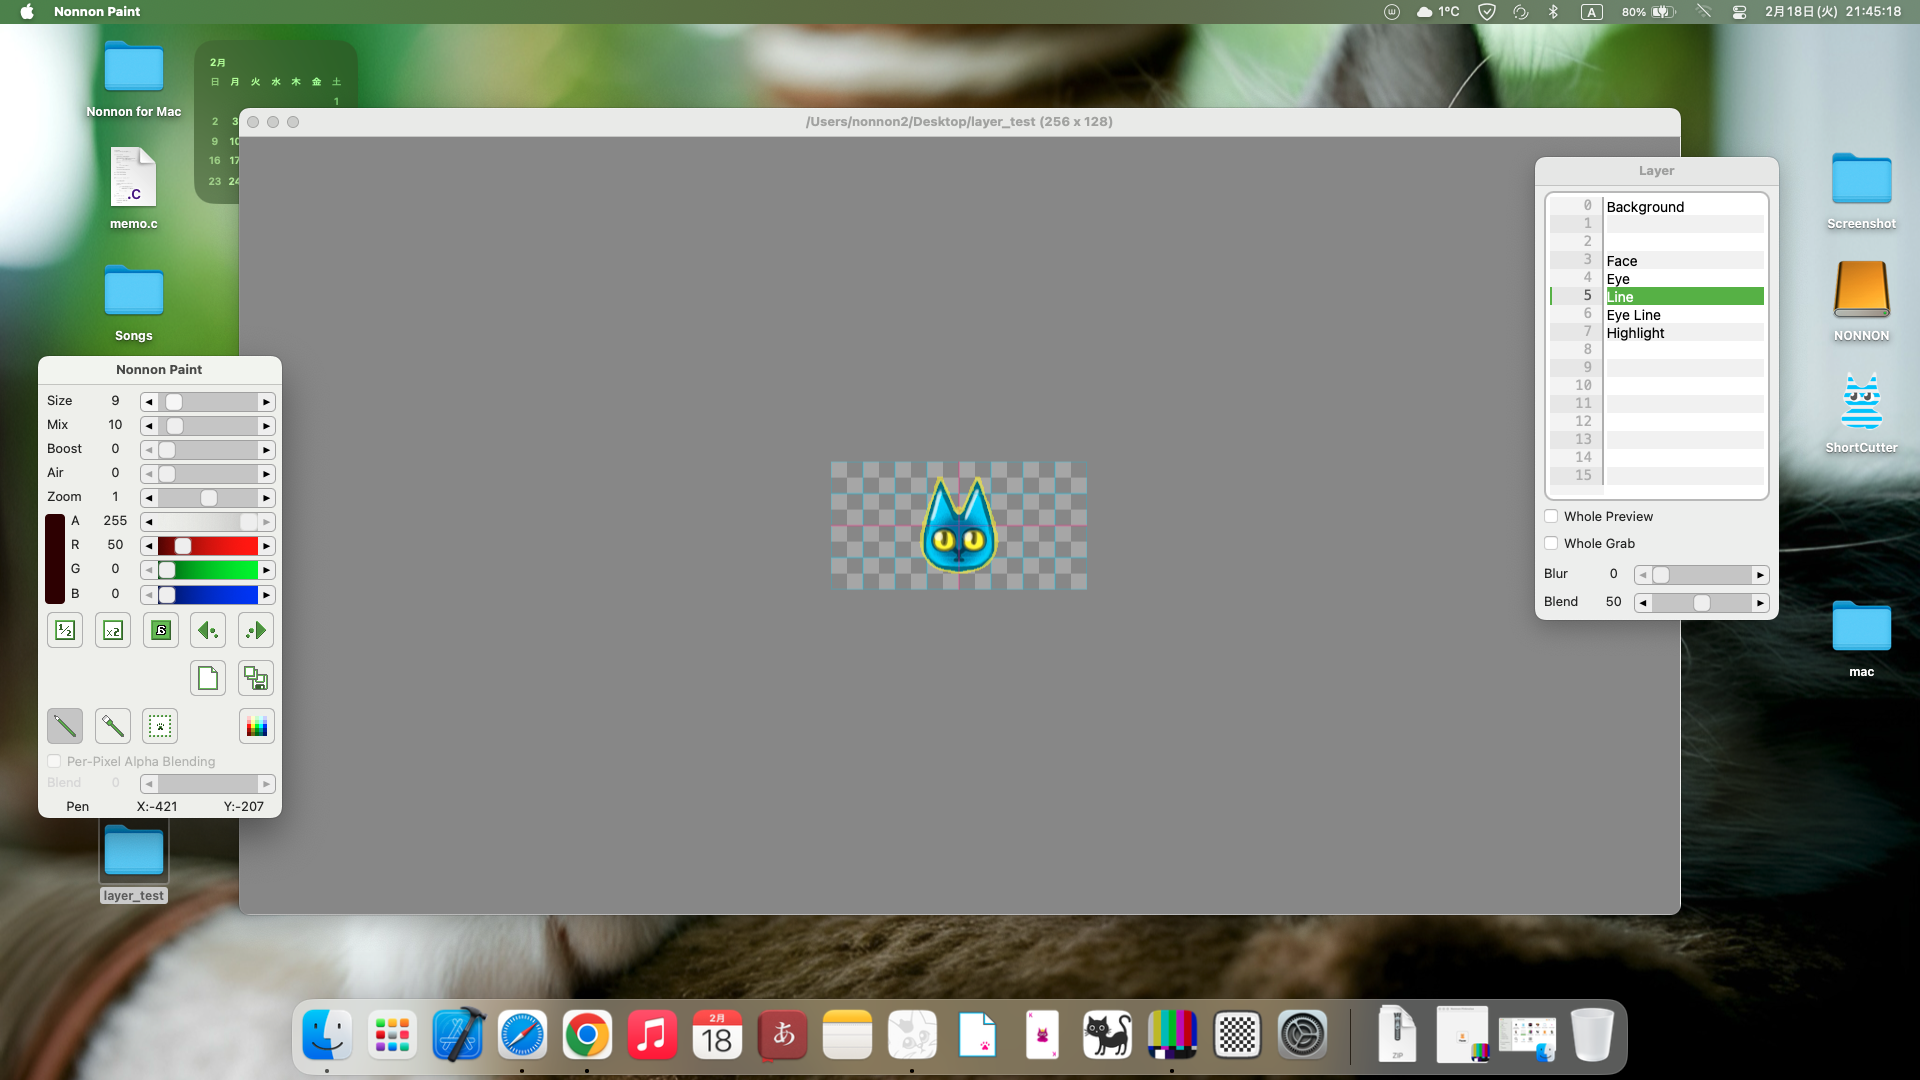 Nonnon Paint
1°C
A
80%
2月18日(火) 21:45:18
Nonnon for Mac
.C
memo.c
Songs
layer_test
2月
日 月 火 水 木 金 土
1
2 3
9 10
16 17
23 24
/Users/nonnon2/Desktop/layer_test (256 x 128)
Nonnon Paint
Size 9
Mix 10
Boost 0
Air 0
Zoom 1
A 255
R 50
G 0
B 0
1/2
x2
Per-Pixel Alpha Blending
Blend 0
Pen X:-421 Y:-207
Layer
0 Background
1
2
3 Face
4 Eye
5 Line
6 Eye Line
7 Highlight
8
9
10
11
12
13
14
15
Whole Preview
Whole Grab
Blur 0
Blend 50
Screenshot
NONNON
ShortCutter
mac
2月
18
あ
K
ZIP